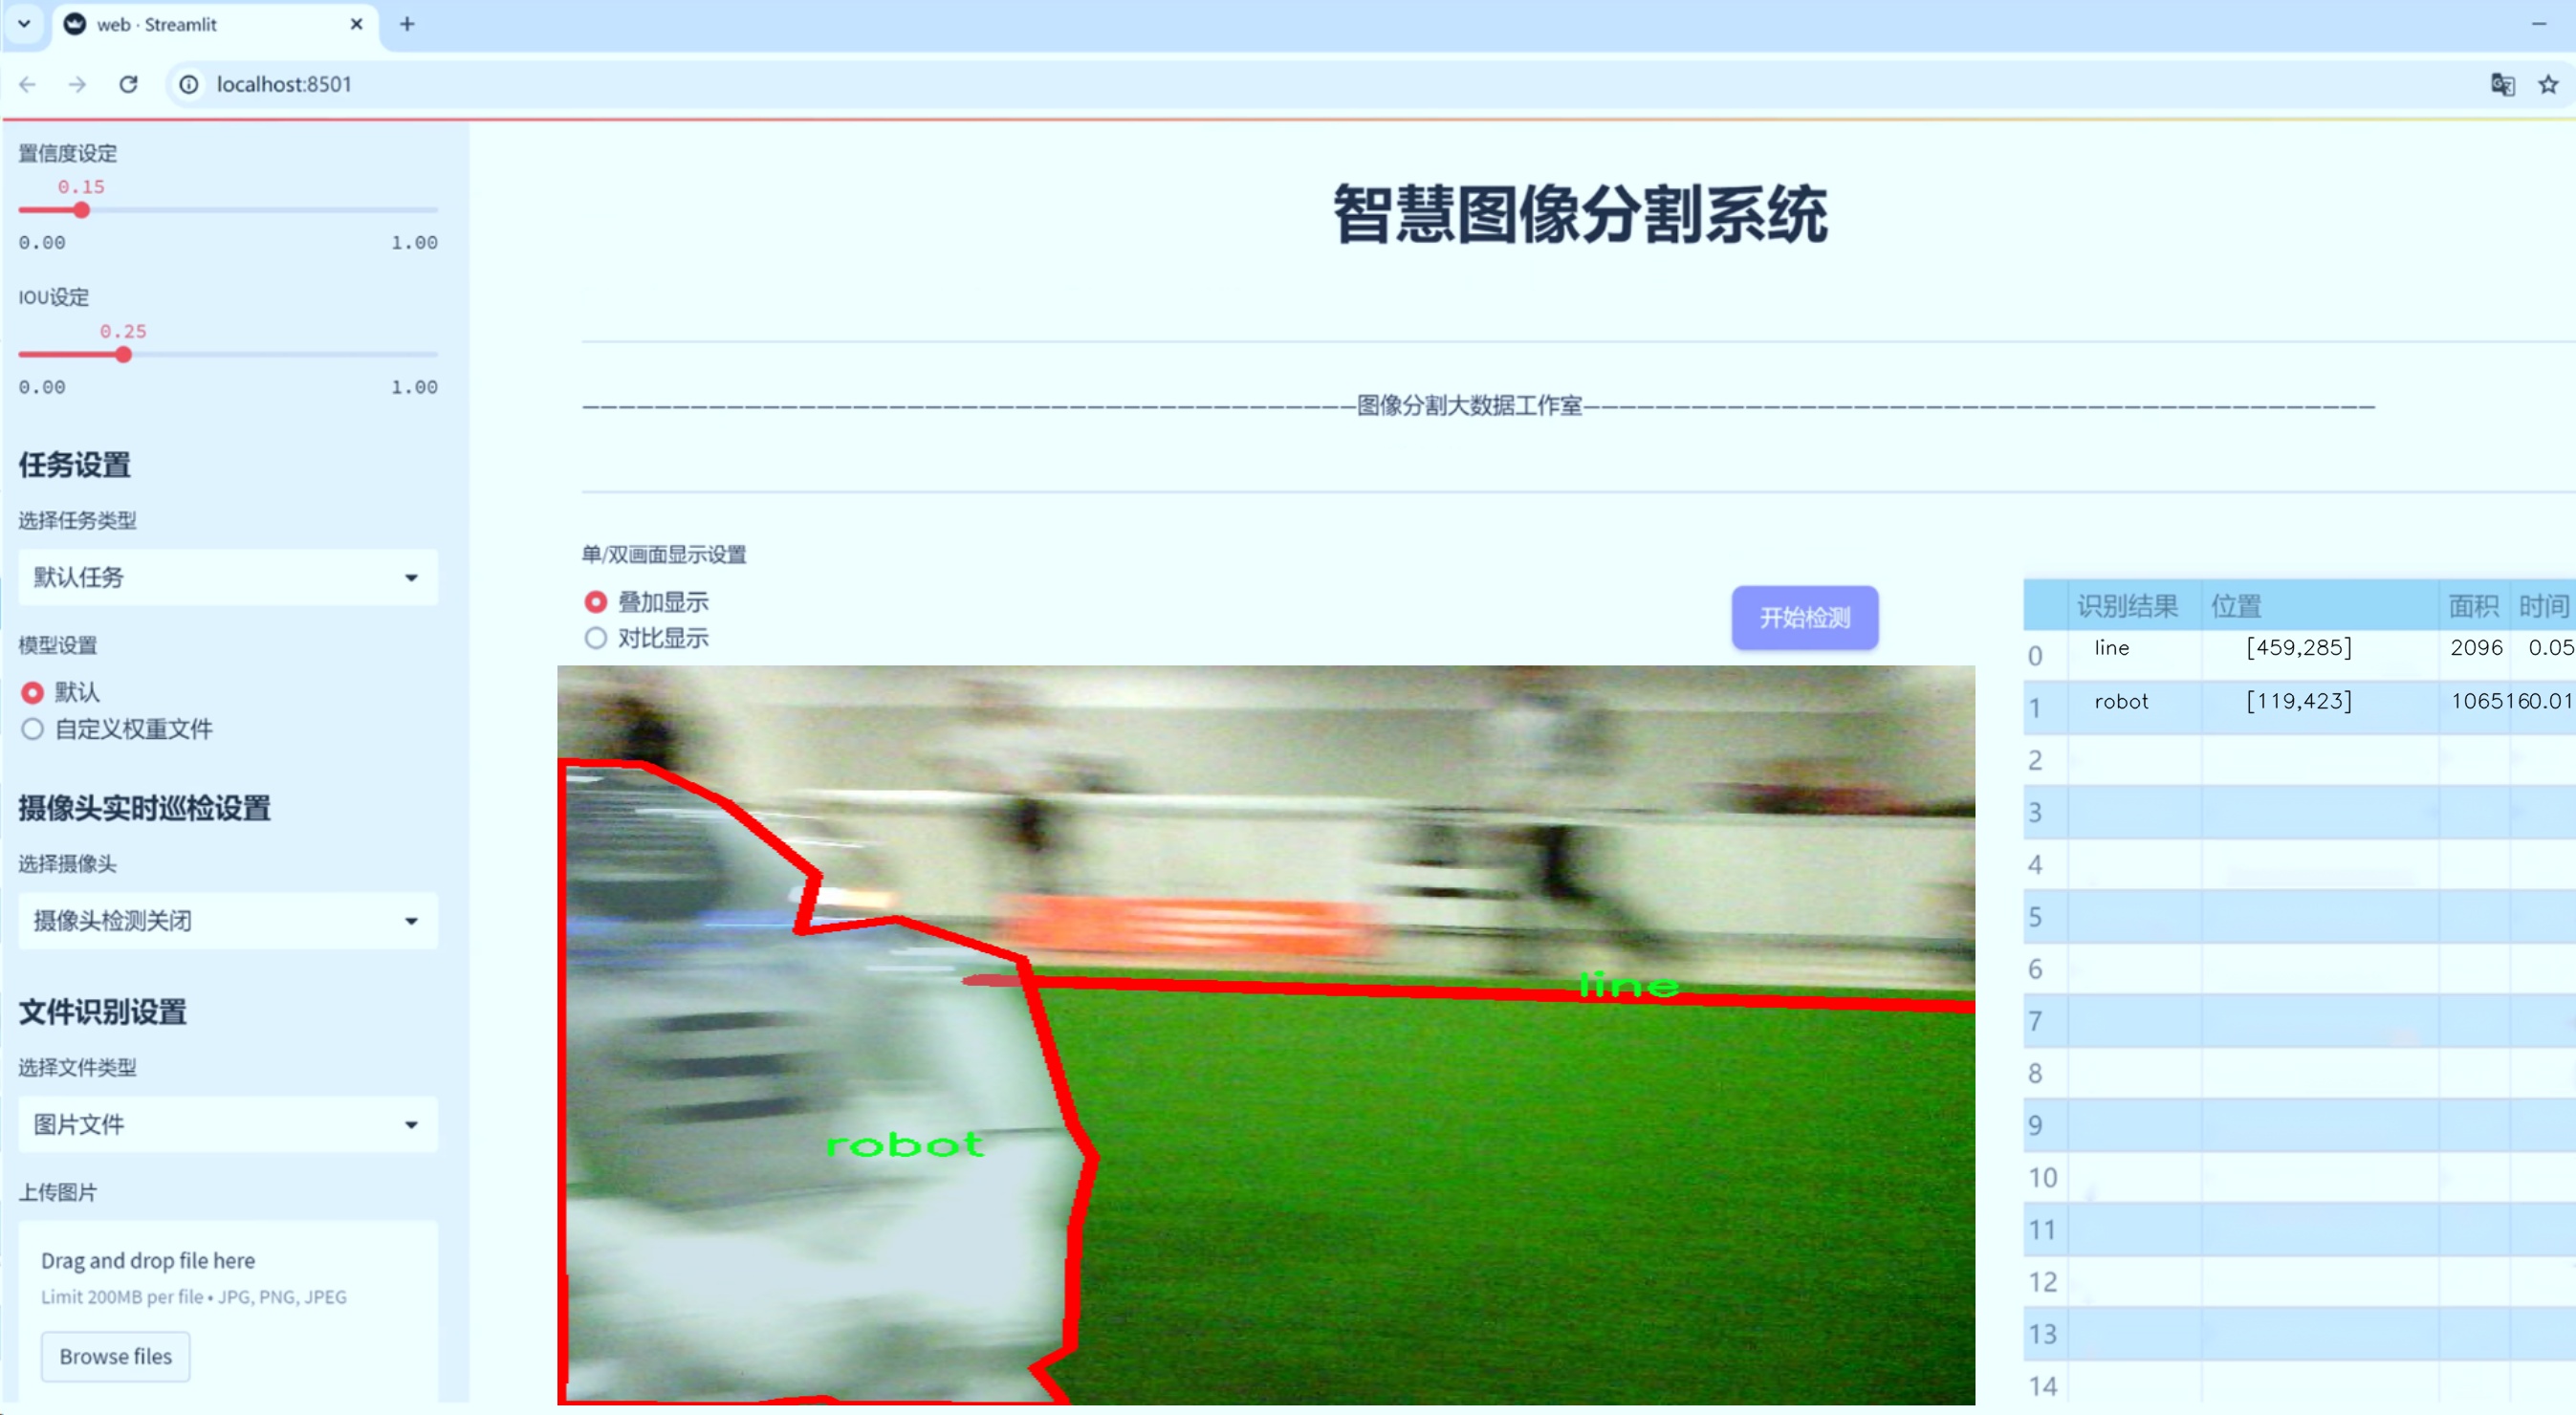 web · Streamlit
localhost:8501
置信度设定
0.15
0.00 1.00
IOU设定
0.25
0.00 1.00
任务设置
选择任务类型
默认任务
模型设置
默认
自定义权重文件
摄像头实时巡检设置
选择摄像头
摄像头检测关闭
文件识别设置
选择文件类型
图片文件
上传图片
Drag and drop file here
Limit 200MB per file • JPG, PNG, JPEG
Browse files
智慧图像分割系统
———————————————————————————————————————————图像分割大数据工作室————————————————————————————————————————————
单/双画面显示设置
叠加显示
对比显示
开始检测
line
robot
识别结果 位置 面积 时间
0 line [459,285] 2096 0.05
1 robot [119,423] 1065160.01
2
3
4
5
6
7
8
9
10
11
12
13
14